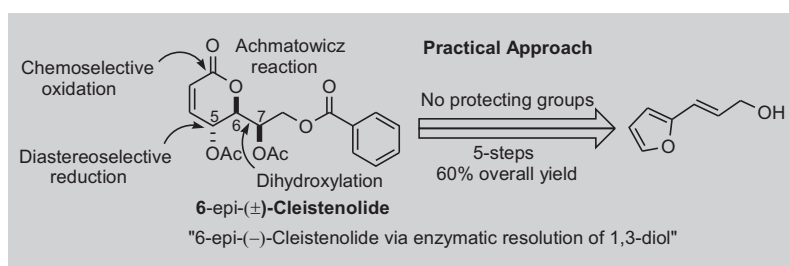 Practical Approach
Achmatowicz
reaction
Chemoselective
oxidation
O
O
5
6
7
O
O
OAc
OAc
Diastereoselective
reduction
Dihydroxylation
6-epi-(±)-Cleistenolide
No protecting groups
5-steps
60% overall yield
O
OH
"6-epi-(−)-Cleistenolide via enzymatic resolution of 1,3-diol"